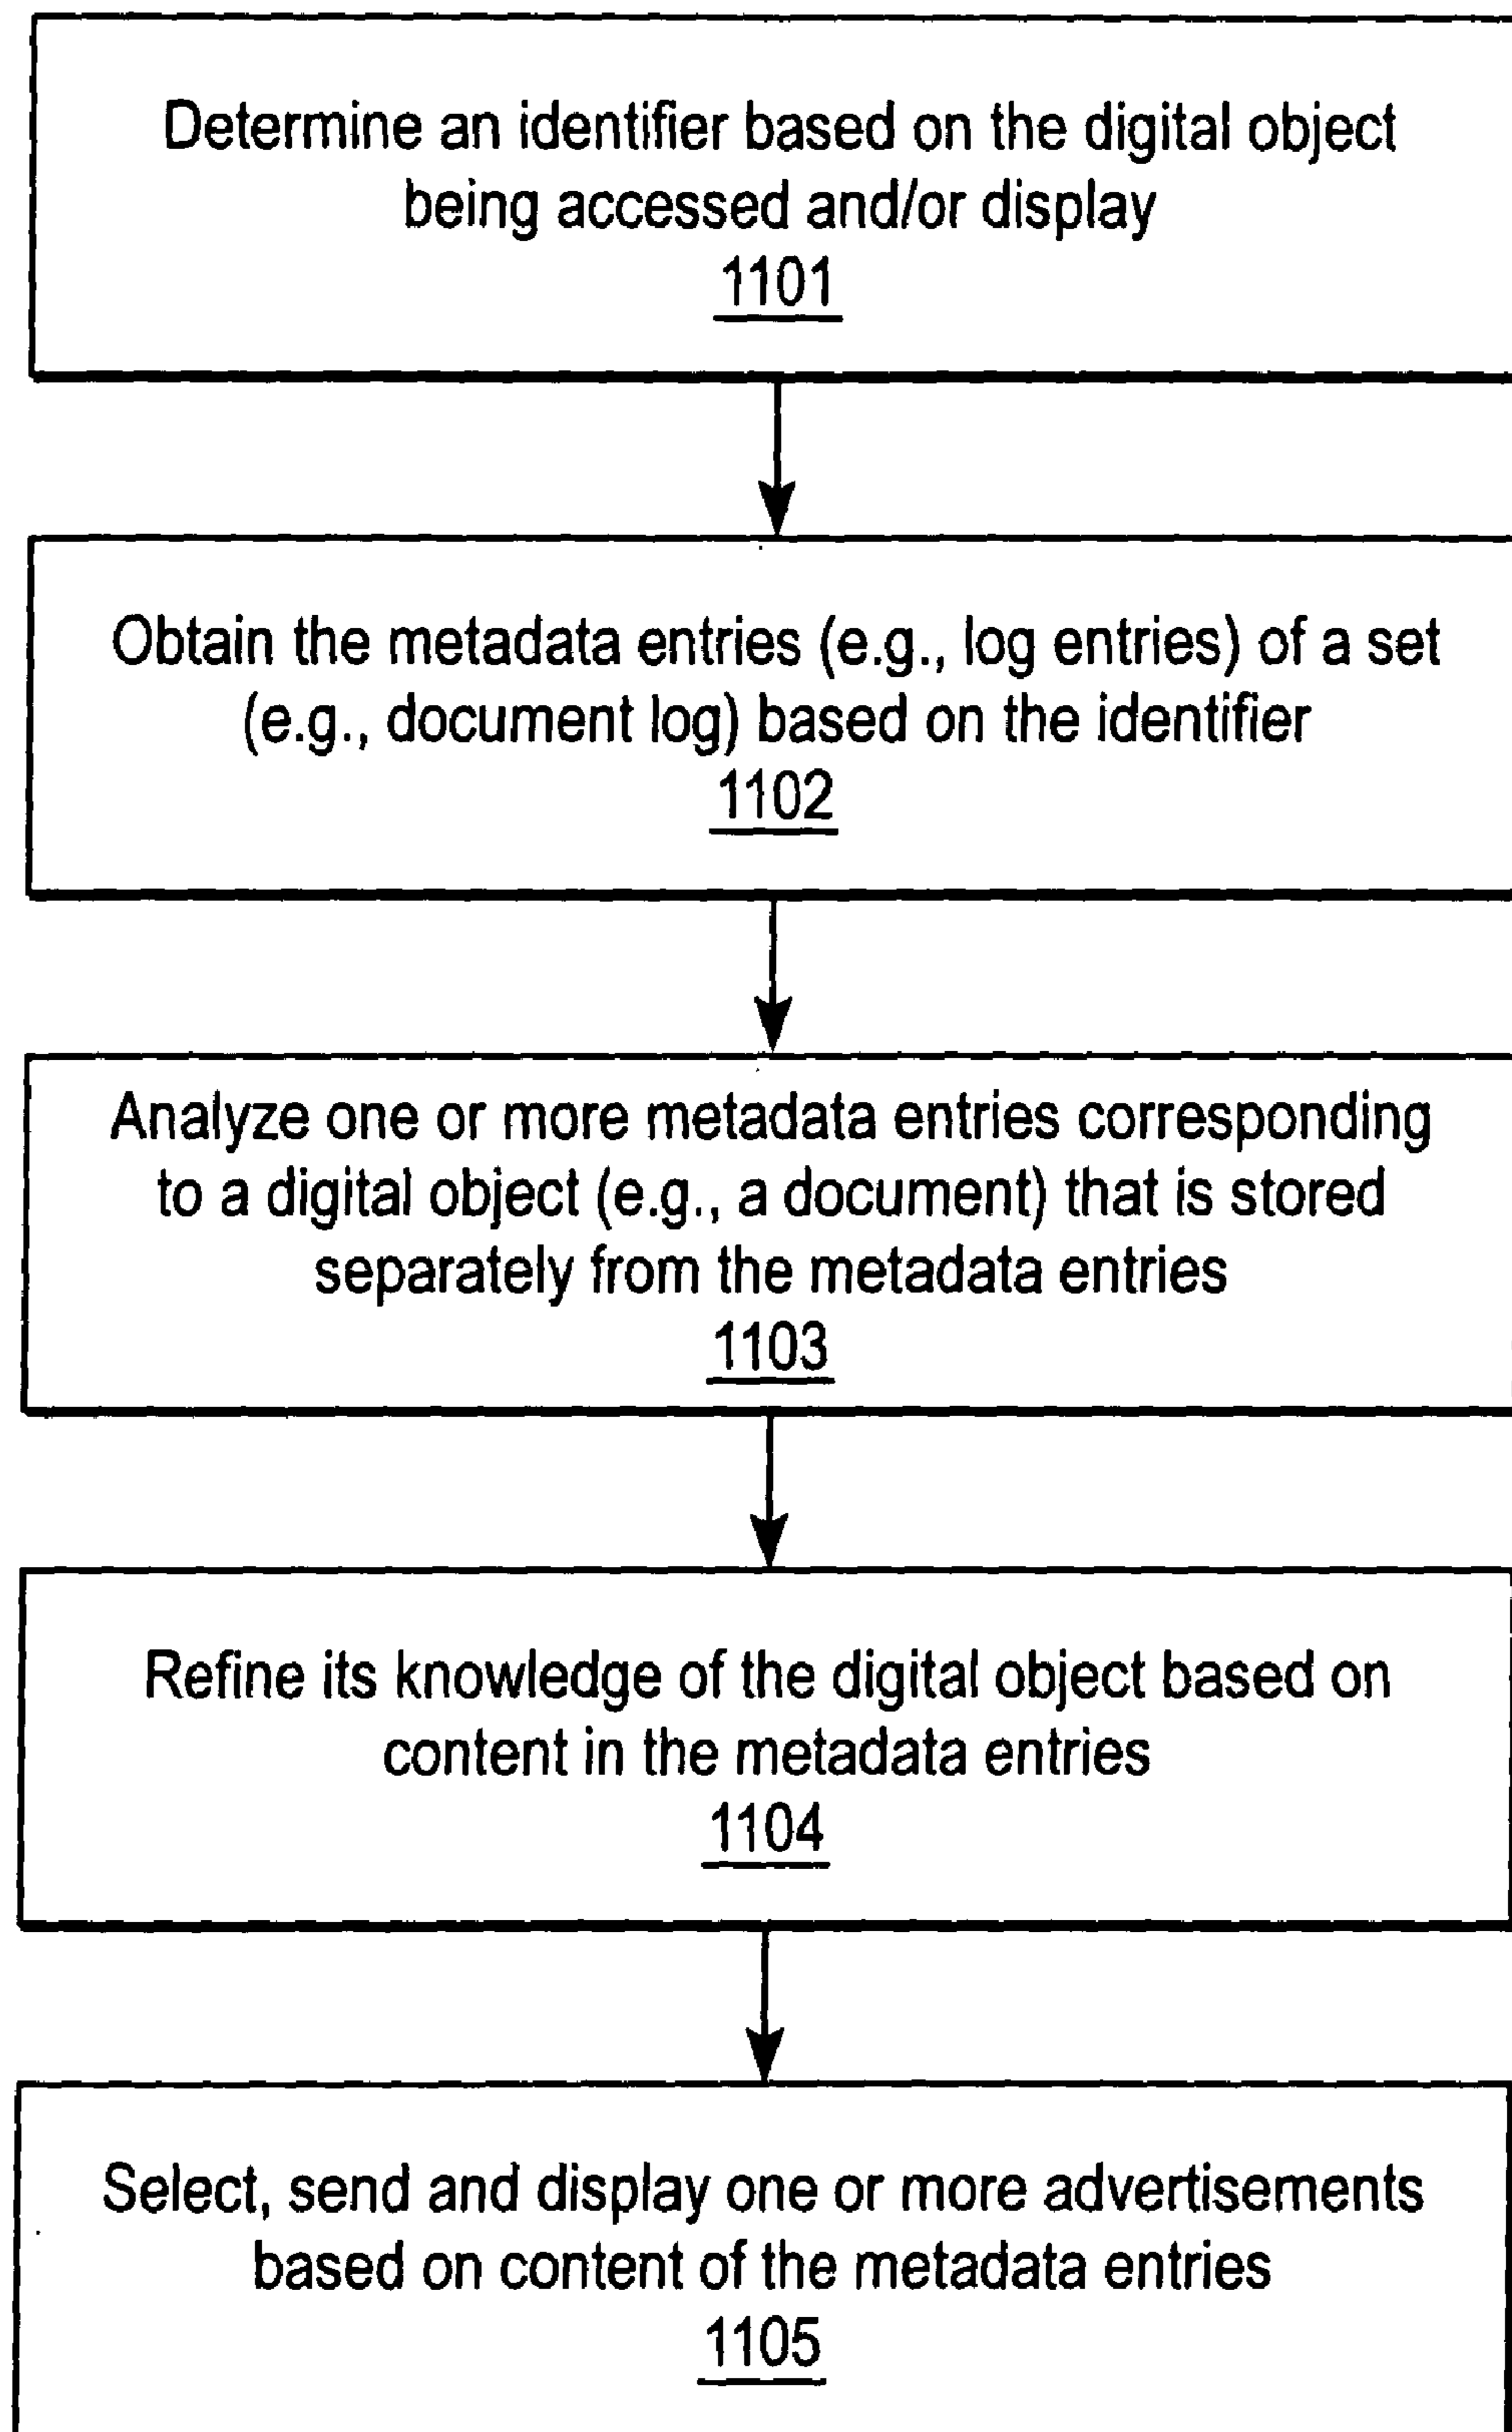 Determine an identifier based on the digital object
being accessed and/or display
1101
Obtain the metadata entries (e.g., log entries) of a set
(e.g., document log) based on the identifier
1102
Analyze one or more metadata entries corresponding
to a digital object (e.g., a document) that is stored
separately from the metadata entries
1103
Refine its knowledge of the digital object based on
content in the metadata entries
1104
Select, send and display one or more advertisements
based on content of the metadata entries
1105